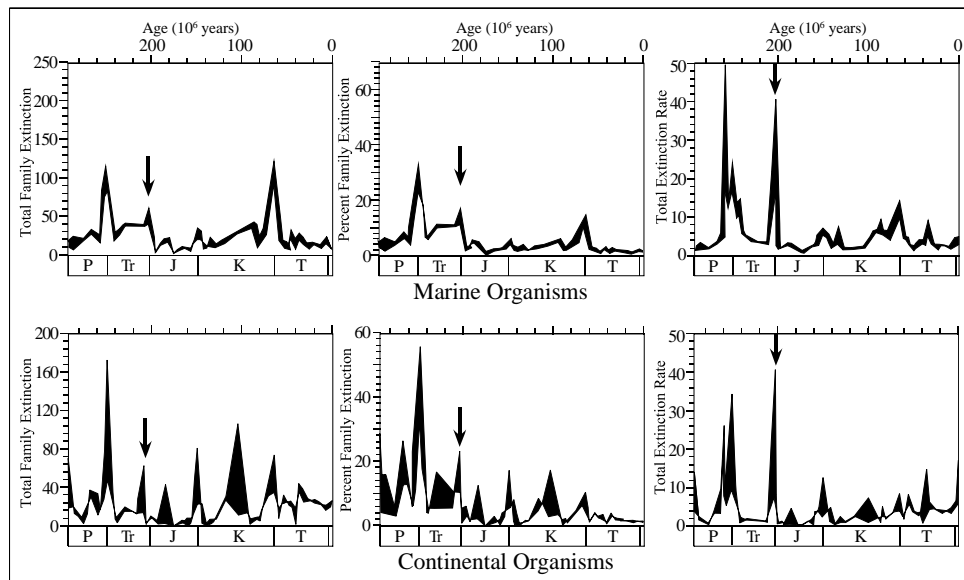 Age (10⁶ years) Age (10⁶ years) Age (10⁶ years)
200 100 0 200 100 0 200 100 0
Total Family Extinction
250
200
150
100
50
0
P Tr J K T
Percent Family Extinction
60
40
20
0
P Tr J K T
Total Extinction Rate
50
40
30
20
10
0
P Tr J K T
Marine Organisms
Total Family Extinction
200
160
120
80
40
0
P Tr J K T
Percent Family Extinction
60
40
20
0
P Tr J K T
Total Extinction Rate
50
40
30
20
10
0
P Tr J K T
Continental Organisms